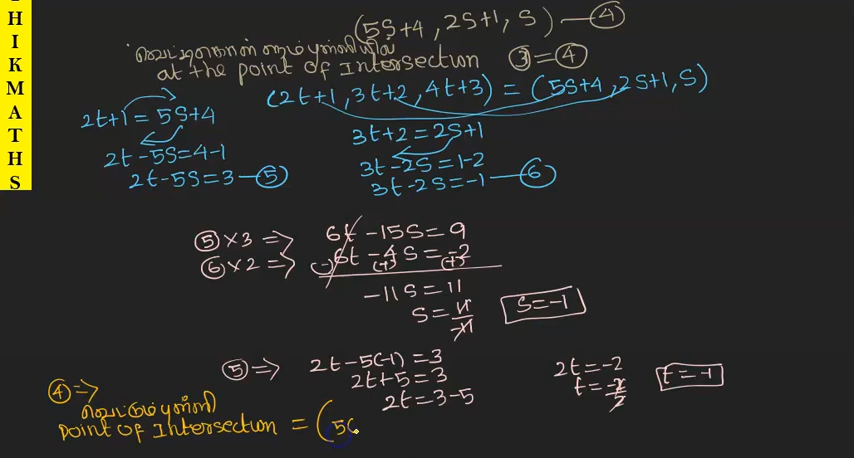 HIKMATHS
(5s+4, 2s+1, s) — ④
at the point of Intersection ③ = ④
(2t+1, 3t+2, 4t+3) = (5s+4, 2s+1, s)
2t+1 = 5s+4
2t-5s = 4-1
2t-5s = 3 — ⑤
3t+2 = 2s+1
3t-2s = 1-2
3t-2s = -1 — ⑥
⑤ × 3 => 6t - 15s = 9
⑥ × 2 => 6t - 4s = -2
(-) (+) (+)
-11s = 11
s = 11/-11
s = -1
⑤ => 2t-5(-1) = 3
2t+5 = 3
2t = 3-5
2t = -2
t = -2/2
t = -1
④ =>
Point of Intersection = (5(